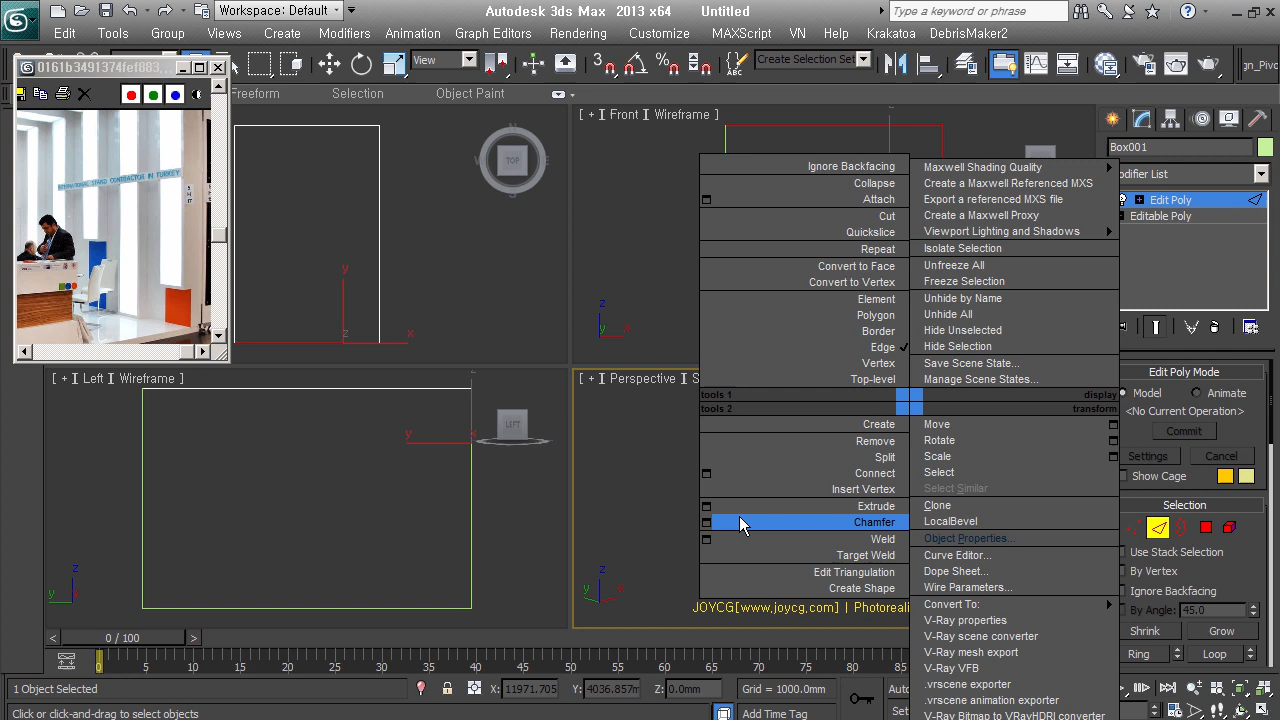 Workspace: Default
Autodesk 3ds Max 2013 x64 Untitled
Type a keyword or phrase
Edit Tools Group Views Create Modifiers Animation Graph Editors Rendering Customize MAXScript VN Help Krakatoa DebrisMaker2
View
Create Selection Set
gn_Pivo
0161b3491374fef883...
Freeform Selection Object Paint
INTERNATIONAL STAND CONTRACTOR IN TURKEY
TOP
[ + ] Front [ Wireframe ]
Box001
odifier List
Edit Poly
Editable Poly
Ignore Backfacing
Collapse
Attach
Cut
Quickslice
Repeat
Convert to Face
Convert to Vertex
Element
Polygon
Border
Edge
Vertex
Top-level
tools 1
tools 2
Create
Remove
Split
Connect
Insert Vertex
Extrude
Chamfer
Weld
Target Weld
Edit Triangulation
Create Shape
Maxwell Shading Quality
Create a Maxwell Referenced MXS
Export a referenced MXS file
Create a Maxwell Proxy
Viewport Lighting and Shadows
Isolate Selection
Unfreeze All
Freeze Selection
Unhide by Name
Unhide All
Hide Unselected
Hide Selection
Save Scene State...
Manage Scene States...
display
transform
Move
Rotate
Scale
Select
Select Similar
Clone
LocalBevel
Object Properties...
Curve Editor...
Dope Sheet...
Wire Parameters...
Convert To:
V-Ray properties
V-Ray scene converter
V-Ray mesh export
V-Ray VFB
.vrscene exporter
.vrscene animation exporter
V-Ray Bitmap to VRayHDRI converter
[ + ] Left [ Wireframe ]
LEFT
[ + ] Perspective [ S
JOYCG[www.joycg.com] | Photoreali
Edit Poly Mode
Model Animate
<No Current Operation>
Commit
Settings Cancel
Show Cage
Selection
Use Stack Selection
By Vertex
Ignore Backfacing
By Angle: 45.0
Shrink Grow
Ring Loop
y
x
z
z
y
x
y
z
y
z
y
x
< 0 / 100 >
0 5 10 15 20 25 30 35 40 45 50 55 60 65 70 75 80 85
1 Object Selected
X: 11971.705 Y: 4036.857m Z: 0.0mm Grid = 1000.0mm
Click or click-and-drag to select objects
Add Time Tag